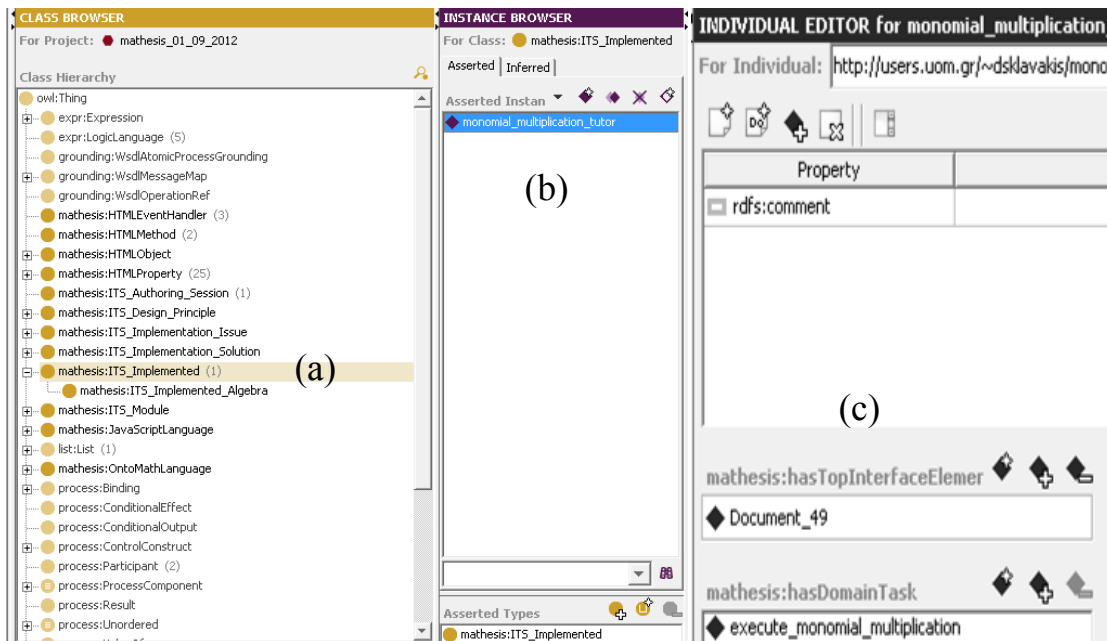 CLASS BROWSER
For Project: mathesis_01_09_2012
Class Hierarchy
owl:Thing
expr:Expression
expr:LogicLanguage (5)
grounding:WsdlAtomicProcessGrounding
grounding:WsdlMessageMap
grounding:WsdlOperationRef
mathesis:HTMLEventHandler (3)
mathesis:HTMLMethod (2)
mathesis:HTMLObject
mathesis:HTMLProperty (25)
mathesis:ITS_Authoring_Session (1)
mathesis:ITS_Design_Principle
mathesis:ITS_Implementation_Issue
mathesis:ITS_Implementation_Solution
mathesis:ITS_Implemented (1)
(a)
mathesis:ITS_Implemented_Algebra
mathesis:ITS_Module
mathesis:JavaScriptLanguage
list:List (1)
mathesis:OntoMathLanguage
process:Binding
process:ConditionalEffect
process:ConditionalOutput
process:ControlConstruct
process:Participant (2)
process:ProcessComponent
process:Result
process:Unordered
INSTANCE BROWSER
For Class: mathesis:ITS_Implemented
Asserted Inferred
Asserted Instan
monomial_multiplication_tutor
(b)
Asserted Types
mathesis:ITS_Implemented
INDIVIDUAL EDITOR for monomial_multiplication
For Individual: http://users.uom.gr/~dsklavakis/mono
Property
rdfs:comment
(c)
mathesis:hasTopInterfaceElemer
Document_49
mathesis:hasDomainTask
execute_monomial_multiplication